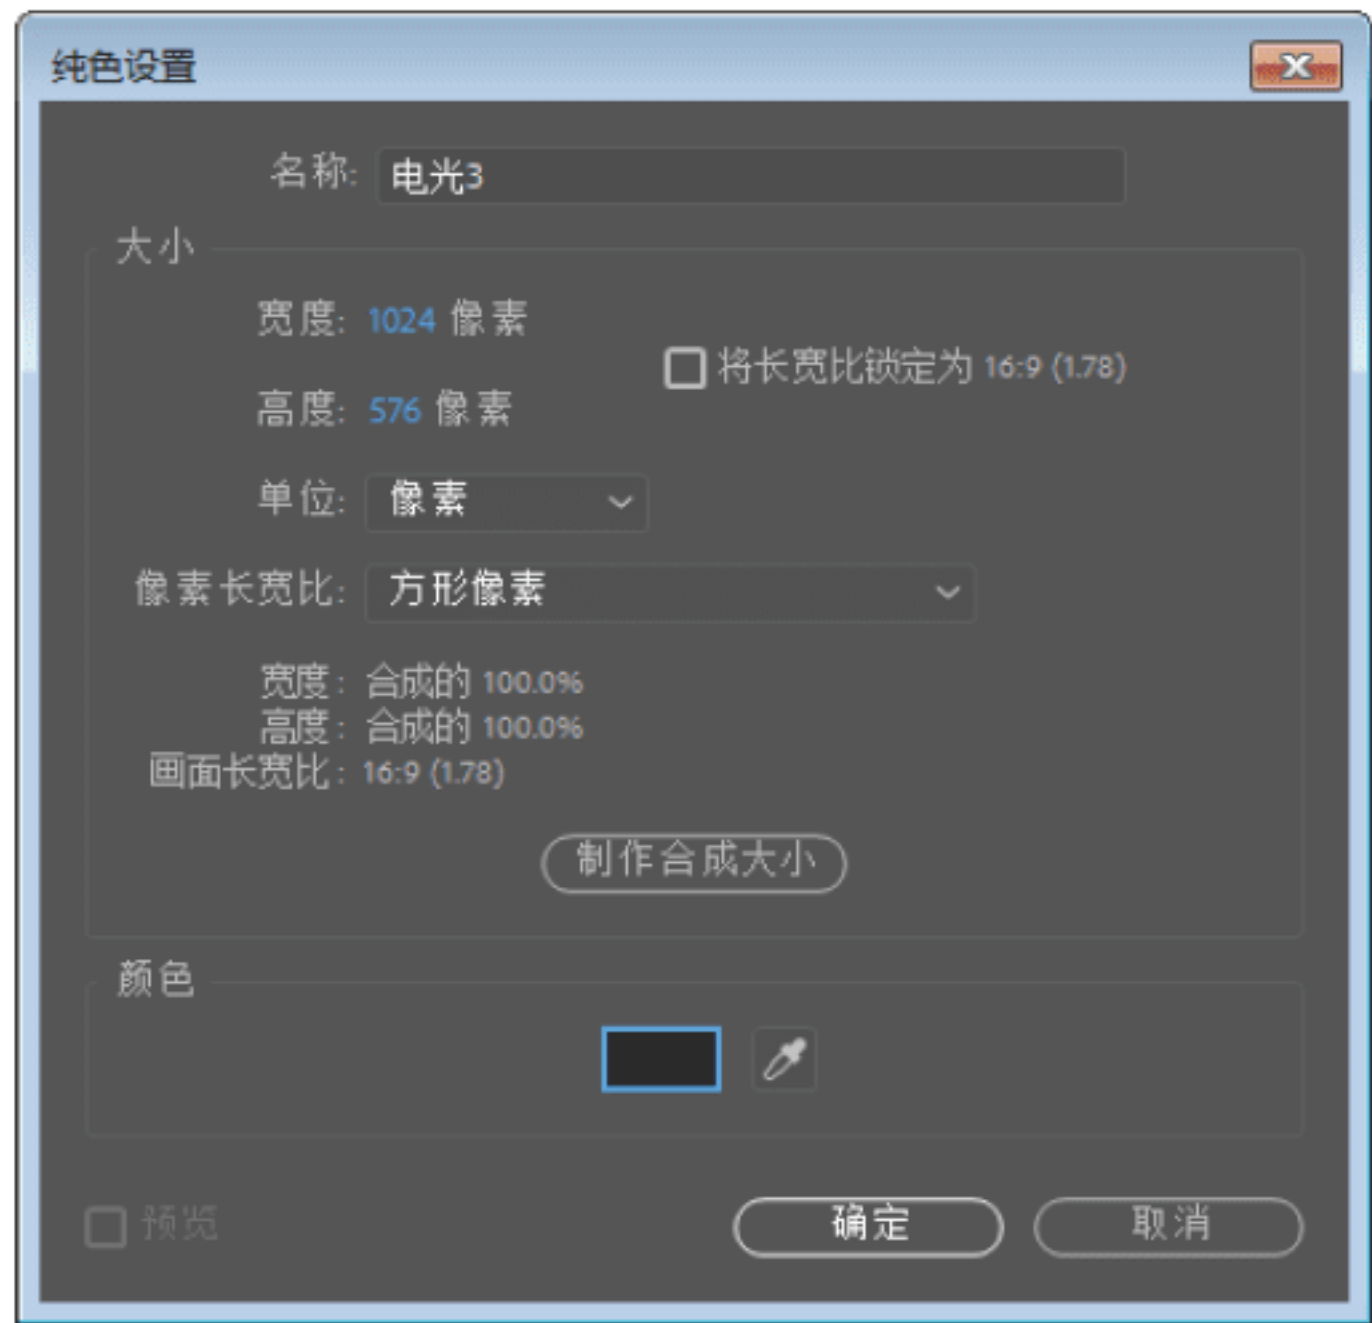 纯色设置
名称: 电光3
大小
宽度: 1024 像素
将长宽比锁定为 16:9 (1.78)
高度: 576 像素
单位: 像素
像素长宽比: 方形像素
宽度: 合成的 100.0%
高度: 合成的 100.0%
画面长宽比: 16:9 (1.78)
制作合成大小
颜色
预览
确定
取消